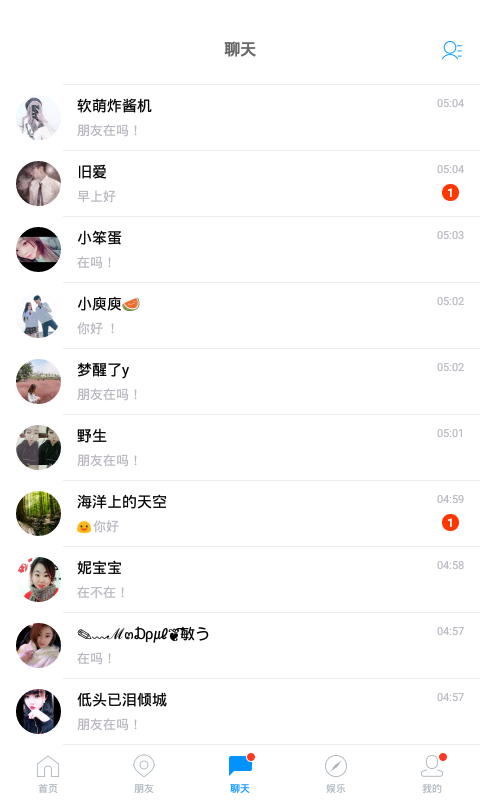 聊天
软萌炸酱机 05:04
朋友在吗！
旧爱 05:04
早上好 1
小笨蛋 05:03
在吗！
小庾庾🍉 05:02
你好 ！
梦醒了y 05:02
朋友在吗！
野生 05:01
朋友在吗！
海洋上的天空 04:59
你好 1
妮宝宝 04:58
在不在！
✎﹏ℳ๓₯㎕❦敏う 04:57
在吗！
低头已泪倾城 04:57
朋友在吗！
首页 朋友 聊天 娱乐 我的